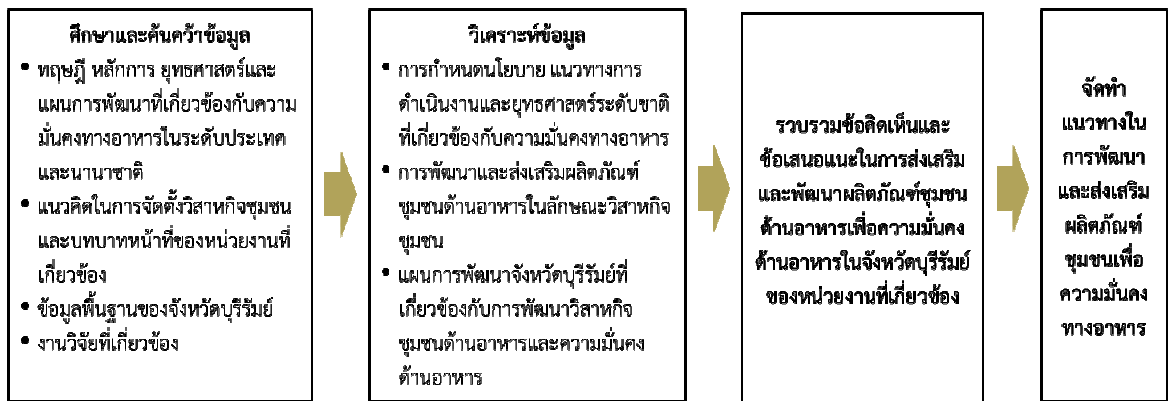 ศึกษาและค้นคว้าข้อมูล
• ทฤษฎี หลักการ ยุทธศาสตร์และ
แผนการพัฒนาที่เกี่ยวข้องกับความ
มั่นคงทางอาหารในระดับประเทศ
และนานาชาติ
• แนวคิดในการจัดตั้งวิสาหกิจชุมชน
และบทบาทหน้าที่ของหน่วยงานที่
เกี่ยวข้อง
• ข้อมูลพื้นฐานของจังหวัดบุรีรัมย์
• งานวิจัยที่เกี่ยวข้อง
วิเคราะห์ข้อมูล
• การกำหนดนโยบาย แนวทางการ
ดำเนินงานและยุทธศาสตร์ระดับชาติ
ที่เกี่ยวข้องกับความมั่นคงทางอาหาร
• การพัฒนาและส่งเสริมผลิตภัณฑ์
ชุมชนด้านอาหารในลักษณะวิสาหกิจ
ชุมชน
• แผนการพัฒนาจังหวัดบุรีรัมย์ที่
เกี่ยวข้องกับการพัฒนาวิสาหกิจ
ชุมชนด้านอาหารและความมั่นคง
ด้านอาหาร
รวบรวมข้อคิดเห็นและ
ข้อเสนอแนะในการส่งเสริม
และพัฒนาผลิตภัณฑ์ชุมชน
ด้านอาหารเพื่อความมั่นคง
ด้านอาหารในจังหวัดบุรีรัมย์
ของหน่วยงานที่เกี่ยวข้อง
จัดทำ
แนวทางใน
การพัฒนา
และส่งเสริม
ผลิตภัณฑ์
ชุมชนเพื่อ
ความมั่นคง
ทางอาหาร